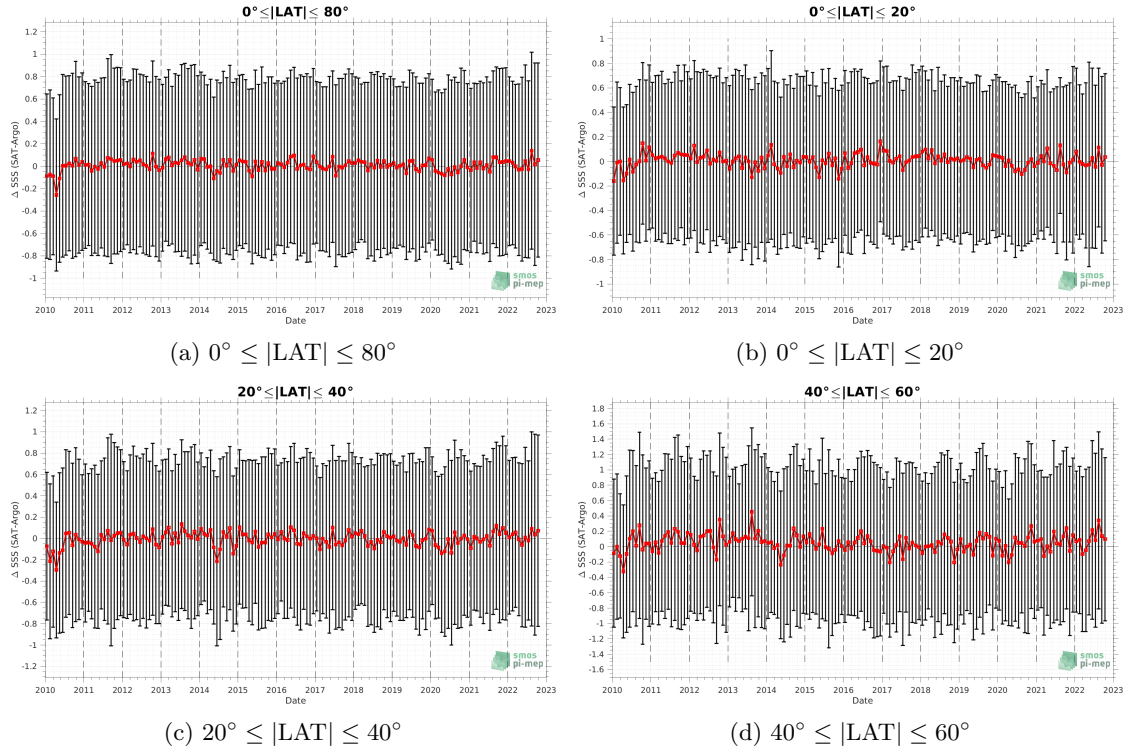 0°≤|LAT|≤ 80°
Δ SSS (SAT-Argo)
1.2
1
0.8
0.6
0.4
0.2
0
-0.2
-0.4
-0.6
-0.8
-1
smos
pi-mep
2010 2011 2012 2013 2014 2015 2016 2017 2018 2019 2020 2021 2022 2023
Date
(a) 0° ≤ |LAT| ≤ 80°
0°≤|LAT|≤ 20°
Δ SSS (SAT-Argo)
1
0.8
0.6
0.4
0.2
0
-0.2
-0.4
-0.6
-0.8
-1
smos
pi-mep
2010 2011 2012 2013 2014 2015 2016 2017 2018 2019 2020 2021 2022 2023
Date
(b) 0° ≤ |LAT| ≤ 20°
20°≤|LAT|≤ 40°
Δ SSS (SAT-Argo)
1.2
1
0.8
0.6
0.4
0.2
0
-0.2
-0.4
-0.6
-0.8
-1
-1.2
smos
pi-mep
2010 2011 2012 2013 2014 2015 2016 2017 2018 2019 2020 2021 2022 2023
Date
(c) 20° ≤ |LAT| ≤ 40°
40°≤|LAT|≤ 60°
Δ SSS (SAT-Argo)
1.8
1.6
1.4
1.2
1
0.8
0.6
0.4
0.2
0
-0.2
-0.4
-0.6
-0.8
-1
-1.2
-1.4
-1.6
smos
pi-mep
2010 2011 2012 2013 2014 2015 2016 2017 2018 2019 2020 2021 2022 2023
Date
(d) 40° ≤ |LAT| ≤ 60°